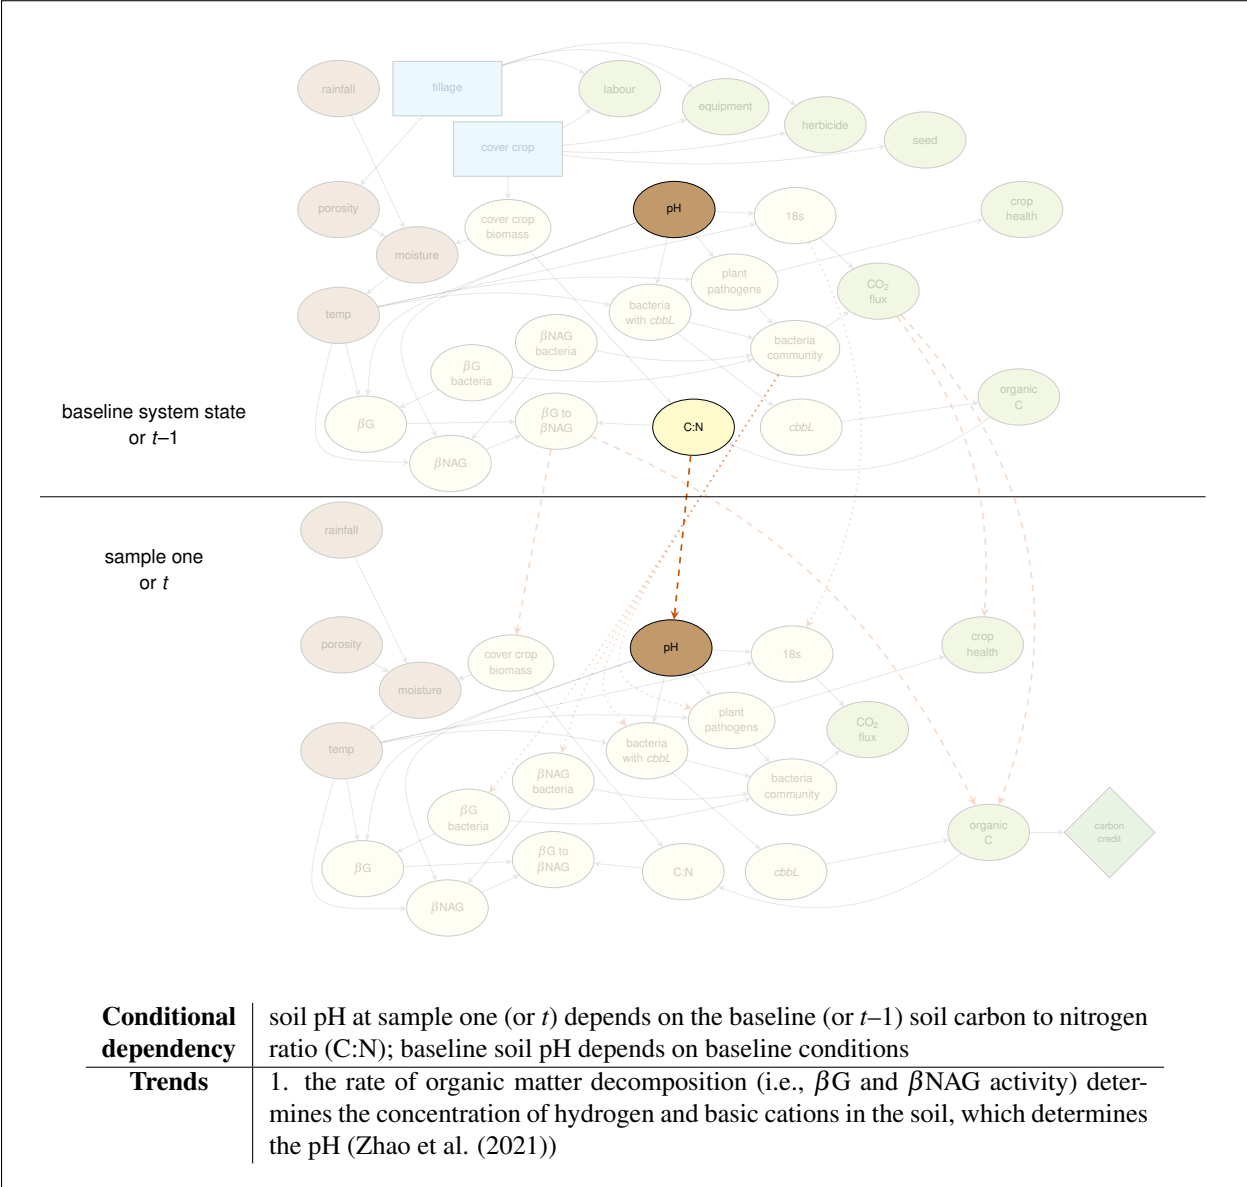 rainfall
tillage
labour
equipment
herbicide
seed
cover crop
porosity
cover crop
biomass
pH
18s
crop
health
moisture
plant
pathogens
CO₂
flux
temp
bacteria
with cbbL
βNAG
bacteria
bacteria
community
βG
bacteria
organic
C
baseline system state
or t–1
βG
βG to
βNAG
C:N
cbbL
βNAG
rainfall
sample one
or t
porosity
cover crop
biomass
pH
18s
crop
health
moisture
plant
pathogens
CO₂
flux
temp
bacteria
with cbbL
βNAG
bacteria
bacteria
community
βG
bacteria
organic
C
carbon
credit
βG
βG to
βNAG
C:N
cbbL
βNAG
Conditional soil pH at sample one (or t) depends on the baseline (or t–1) soil carbon to nitrogen
dependency ratio (C:N); baseline soil pH depends on baseline conditions
Trends 1. the rate of organic matter decomposition (i.e., βG and βNAG activity) deter-
mines the concentration of hydrogen and basic cations in the soil, which determines
the pH (Zhao et al. (2021))